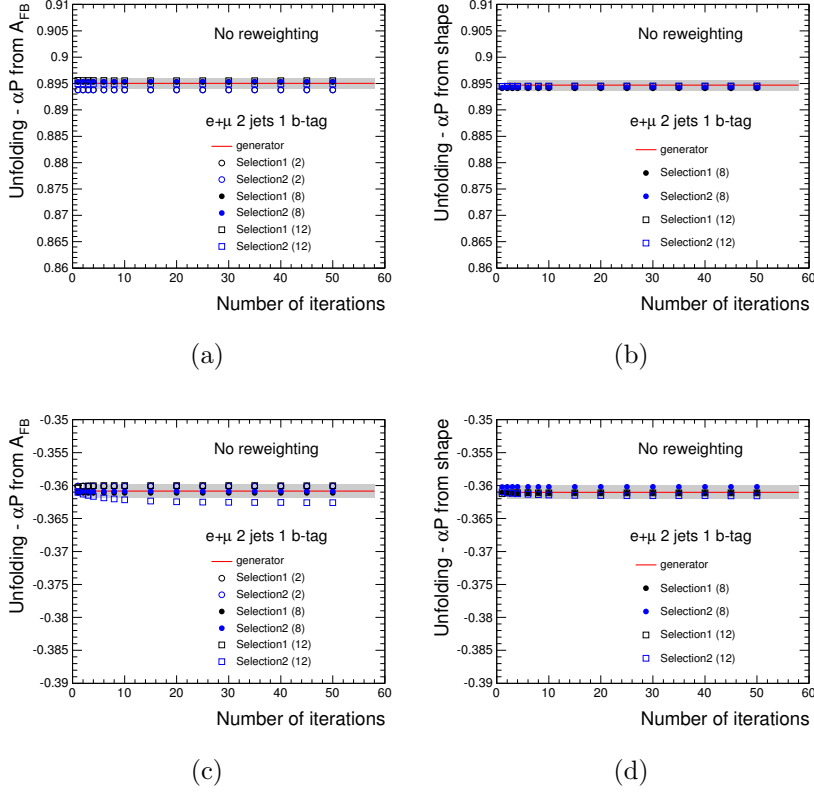 Unfolding - αP from A_FB
0.91
0.905
0.9
0.895
0.89
0.885
0.88
0.875
0.87
0.865
0.86
No reweighting
e+μ 2 jets 1 b-tag
generator
Selection1 (2)
Selection2 (2)
Selection1 (8)
Selection2 (8)
Selection1 (12)
Selection2 (12)
0 10 20 30 40 50 60
Number of iterations
(a)
Unfolding - αP from shape
0.91
0.905
0.9
0.895
0.89
0.885
0.88
0.875
0.87
0.865
0.86
No reweighting
e+μ 2 jets 1 b-tag
generator
Selection1 (8)
Selection2 (8)
Selection1 (12)
Selection2 (12)
0 10 20 30 40 50 60
Number of iterations
(b)
Unfolding - αP from A_FB
-0.35
-0.355
-0.36
-0.365
-0.37
-0.375
-0.38
-0.385
-0.39
No reweighting
e+μ 2 jets 1 b-tag
generator
Selection1 (2)
Selection2 (2)
Selection1 (8)
Selection2 (8)
Selection1 (12)
Selection2 (12)
0 10 20 30 40 50 60
Number of iterations
(c)
Unfolding - αP from shape
-0.35
-0.355
-0.36
-0.365
-0.37
-0.375
-0.38
-0.385
-0.39
No reweighting
e+μ 2 jets 1 b-tag
generator
Selection1 (8)
Selection2 (8)
Selection1 (12)
Selection2 (12)
0 10 20 30 40 50 60
Number of iterations
(d)